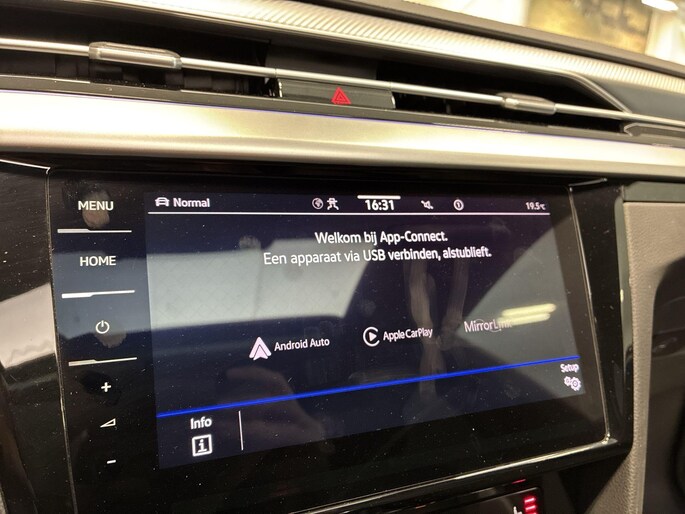 MENU
Normal
16:31
19.5°C
HOME
Welkom bij App-Connect.
Een apparaat via USB verbinden, alstublieft.
Android Auto
Apple CarPlay
MirrorLink
Setup
+
-
Info
i